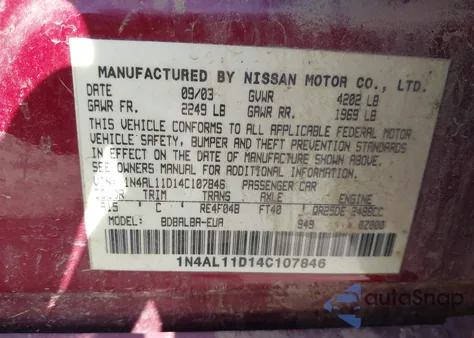 MANUFACTURED BY NISSAN MOTOR CO., LTD.
DATE 09/03 GVWR 4202 LB
GAWR FR. 2249 LB GAWR RR. 1969 LB
THIS VEHICLE CONFORMS TO ALL APPLICABLE FEDERAL MOTOR
VEHICLE SAFETY, BUMPER AND THEFT PREVENTION STANDARDS
IN EFFECT ON THE DATE OF MANUFACTURE SHOWN ABOVE.
SEE OWNERS MANUAL FOR ADDITIONAL INFORMATION.
1N4AL11D14C107846 PASSENGER CAR
TRIM TRANS AXLE ENGINE
C RE4F04B FT40 QR25DE 2488CC
MODEL: BDBALBA-EUA 949 02000
1N4AL11D14C107846
autoSnap